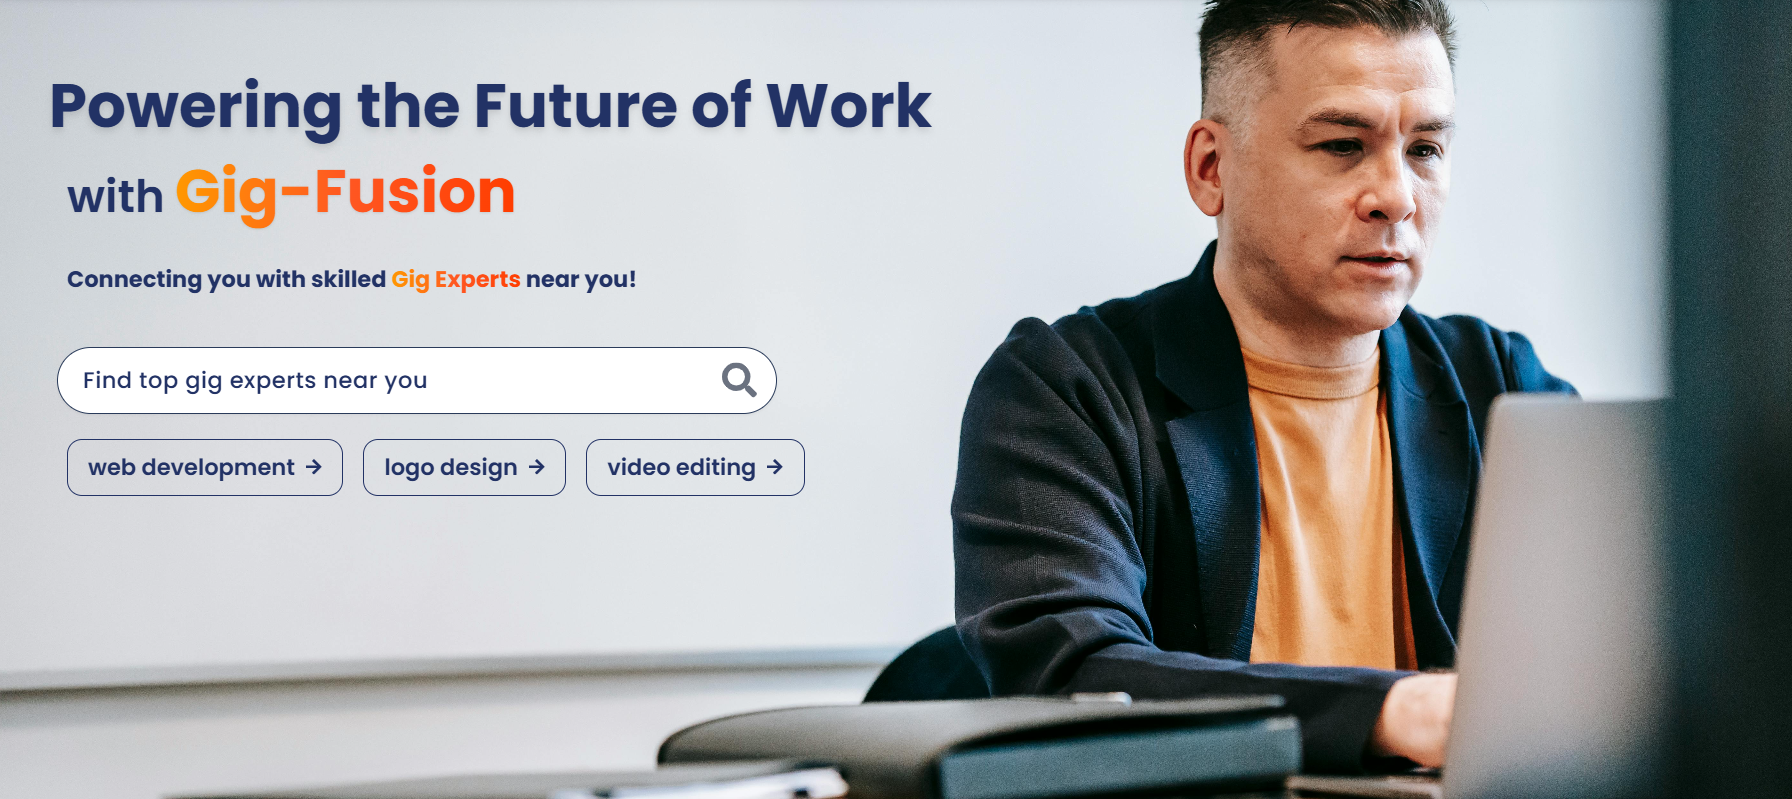 Powering the Future of Work
with Gig-Fusion
Connecting you with skilled Gig Experts near you!
Find top gig experts near you
web development → logo design → video editing →